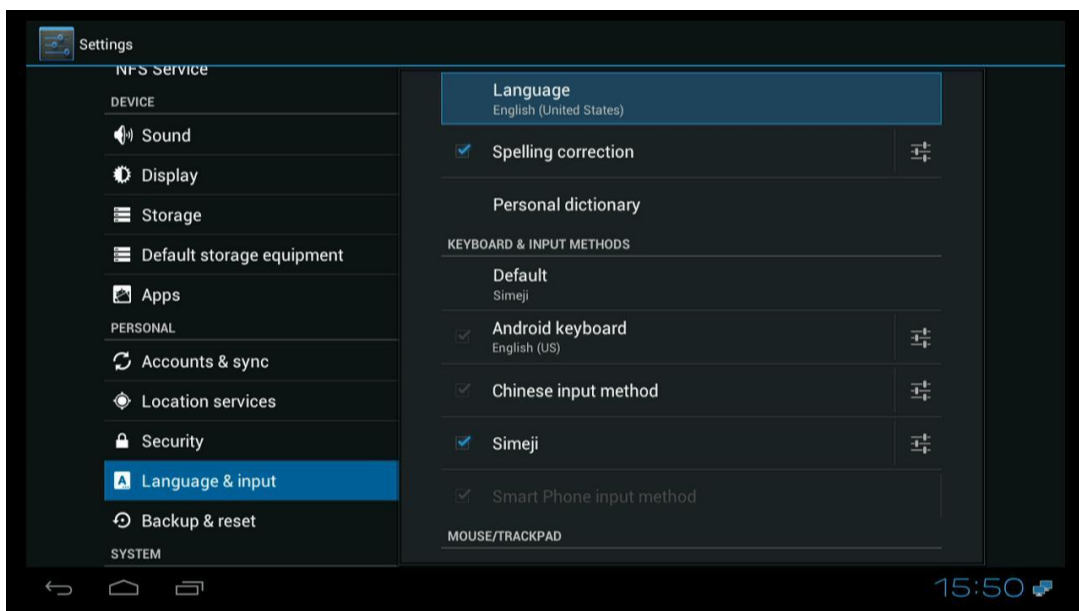 Settings
NFS Service
DEVICE
Sound
Display
Storage
Default storage equipment
Apps
PERSONAL
Accounts & sync
Location services
Security
Language & input
Backup & reset
SYSTEM
Language
English (United States)
Spelling correction
Personal dictionary
KEYBOARD & INPUT METHODS
Default
Simeji
Android keyboard
English (US)
Chinese input method
Simeji
Smart Phone input method
MOUSE/TRACKPAD
15:50